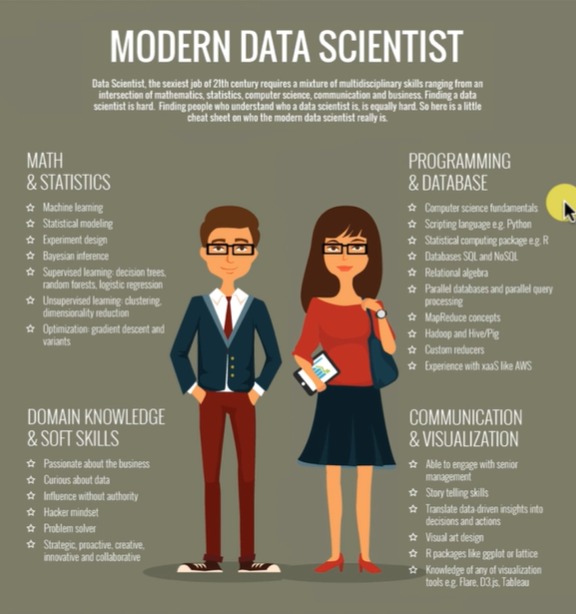 MODERN DATA SCIENTIST
Data Scientist, the sexiest job of 21th century requires a mixture of multidisciplinary skills ranging from an
intersection of mathematics, statistics, computer science, communication and business. Finding a data
scientist is hard. Finding people who understand who a data scientist is, is equally hard. So here is a little
cheat sheet on who the modern data scientist really is.
MATH
& STATISTICS
Machine learning
Statistical modeling
Experiment design
Bayesian inference
Supervised learning: decision trees,
random forests, logistic regression
Unsupervised learning: clustering,
dimensionality reduction
Optimization: gradient descent and
variants
PROGRAMMING
& DATABASE
Computer science fundamentals
Scripting language e.g. Python
Statistical computing package e.g. R
Databases SQL and NoSQL
Relational algebra
Parallel databases and parallel query
processing
MapReduce concepts
Hadoop and Hive/Pig
Custom reducers
Experience with xaaS like AWS
DOMAIN KNOWLEDGE
& SOFT SKILLS
Passionate about the business
Curious about data
Influence without authority
Hacker mindset
Problem solver
Strategic, proactive, creative,
innovative and collaborative
COMMUNICATION
& VISUALIZATION
Able to engage with senior
management
Story telling skills
Translate data-driven insights into
decisions and actions
Visual art design
R packages like ggplot or lattice
Knowledge of any of visualization
tools e.g. Flare, D3.js, Tableau